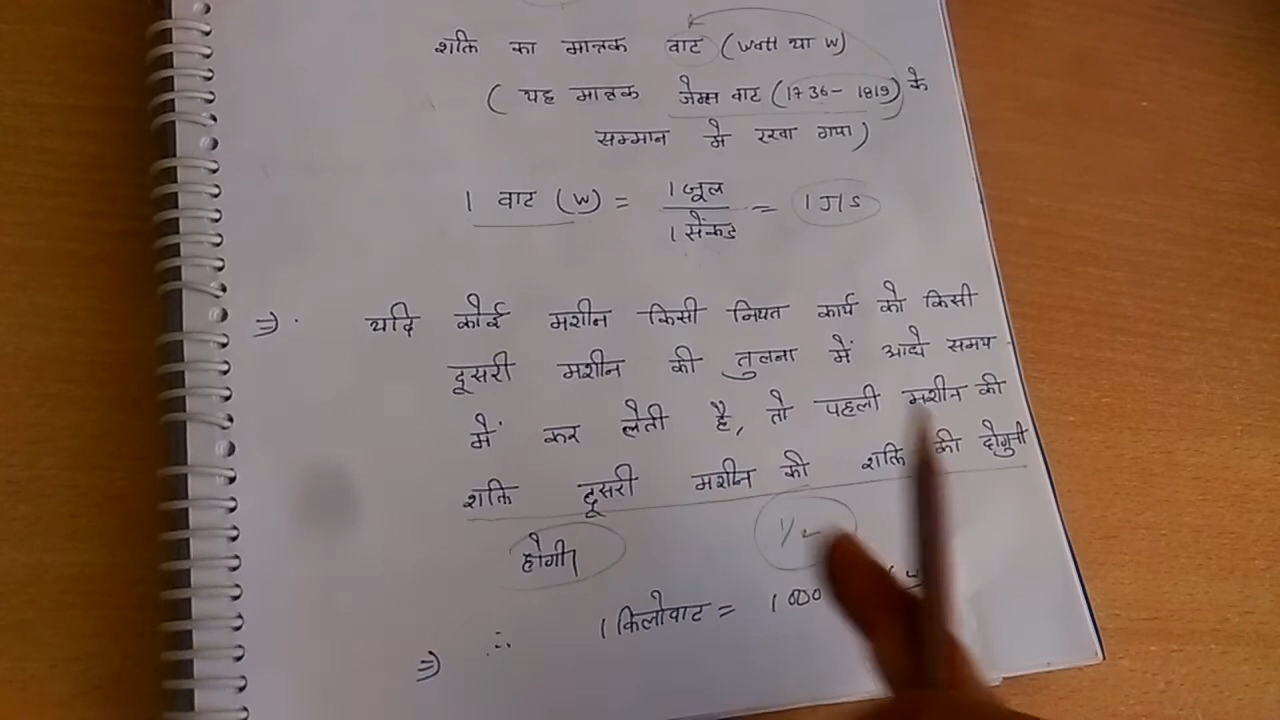 शक्ति का मात्रक वाट (watt या W)
( यह मात्रक जेम्स वाट (1736 - 1819) के
सम्मान मे रखा गया)
1 वाट (W) = 1 जूल / 1 सेंकड = 1 J/S
⇒ यदि कोई मशीन किसी नियत कार्य को किसी
दूसरी मशीन की तुलना में आधे समय
में कर लेती है, तो पहली मशीन की
शक्ति दूसरी मशीन की शक्ति की दोगुनी
होगी।
1/2
1 किलोवाट = 1000
⇒ ∴